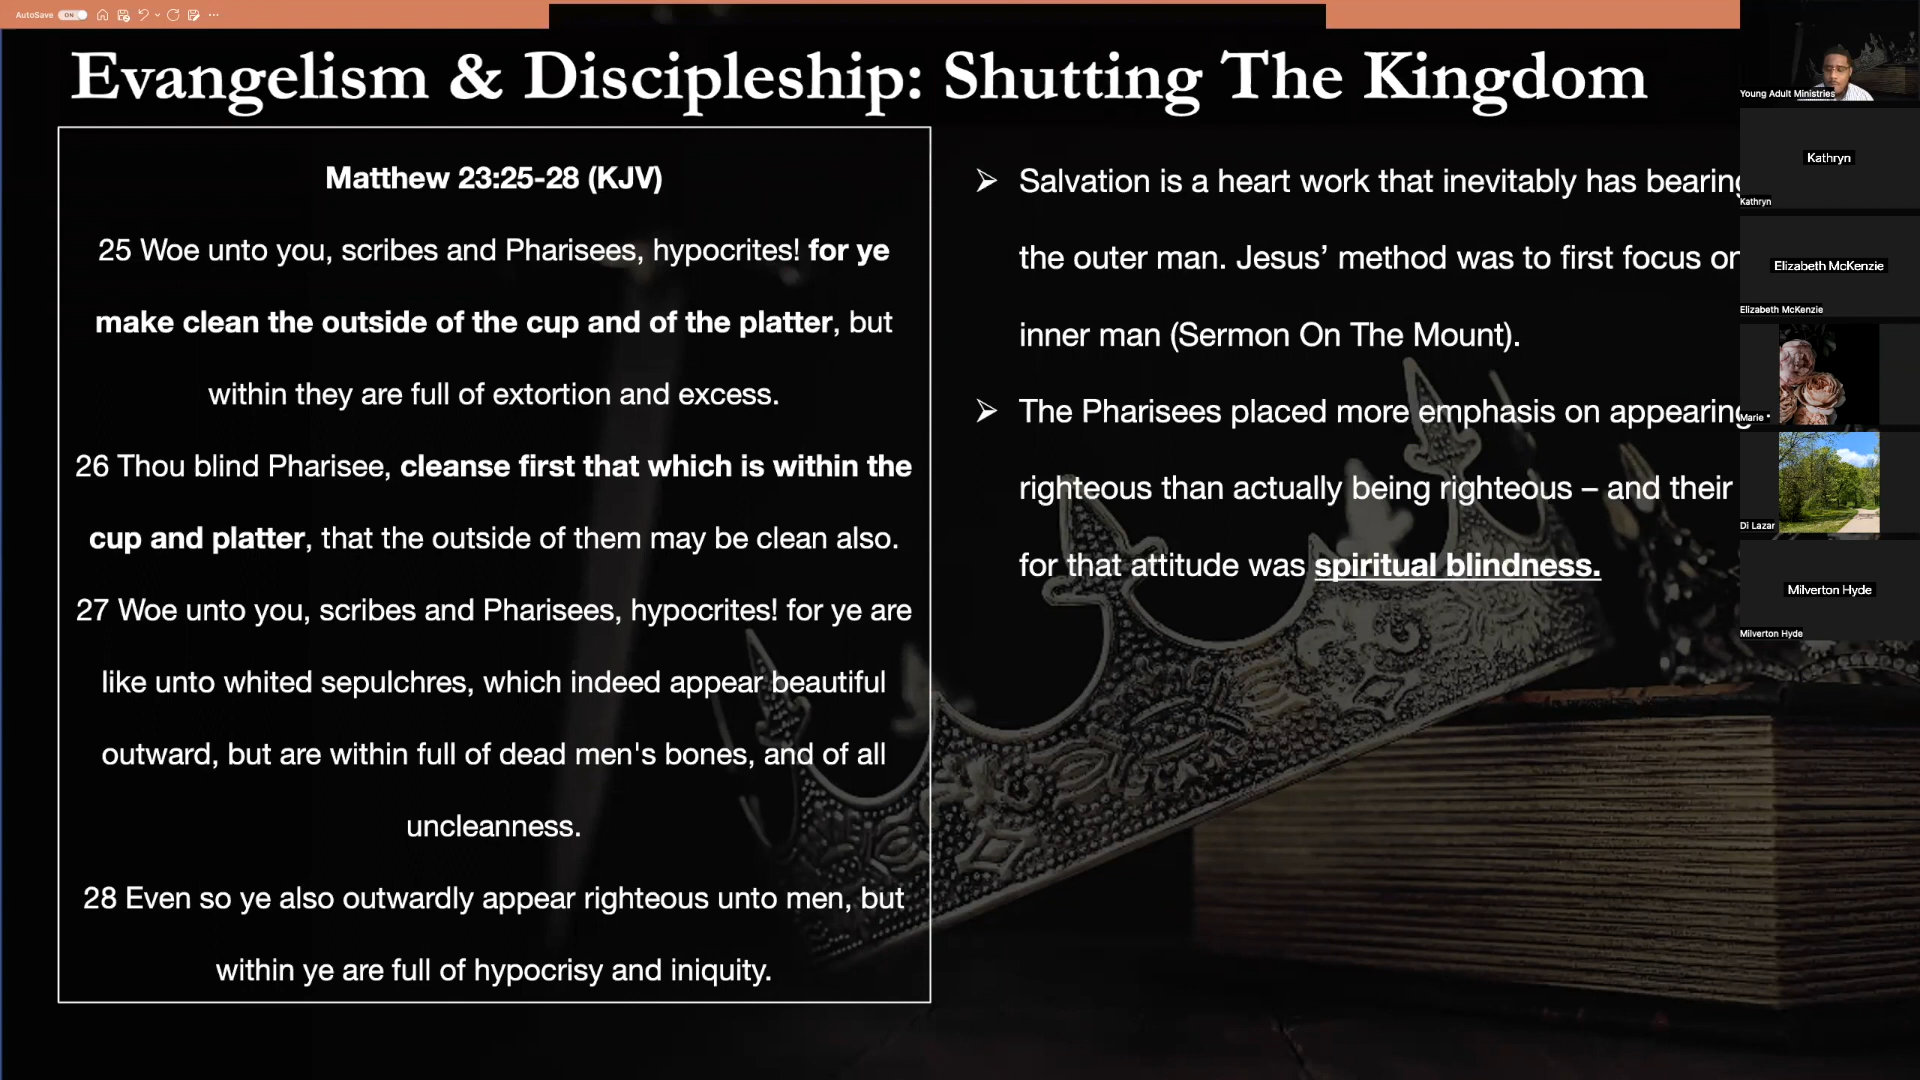 AutoSave ON
Evangelism & Discipleship: Shutting The Kingdom
Matthew 23:25-28 (KJV)
25 Woe unto you, scribes and Pharisees, hypocrites! for ye
make clean the outside of the cup and of the platter, but
within they are full of extortion and excess.
26 Thou blind Pharisee, cleanse first that which is within the
cup and platter, that the outside of them may be clean also.
27 Woe unto you, scribes and Pharisees, hypocrites! for ye are
like unto whited sepulchres, which indeed appear beautiful
outward, but are within full of dead men's bones, and of all
uncleanness.
28 Even so ye also outwardly appear righteous unto men, but
within ye are full of hypocrisy and iniquity.
➢ Salvation is a heart work that inevitably has bearing
the outer man. Jesus’ method was to first focus on
inner man (Sermon On The Mount).
➢ The Pharisees placed more emphasis on appearing
righteous than actually being righteous – and their
for that attitude was spiritual blindness.
Young Adult Ministries
Kathryn
Kathryn
Elizabeth McKenzie
Elizabeth McKenzie
Marie •
Di Lazar
Milverton Hyde
Milverton Hyde